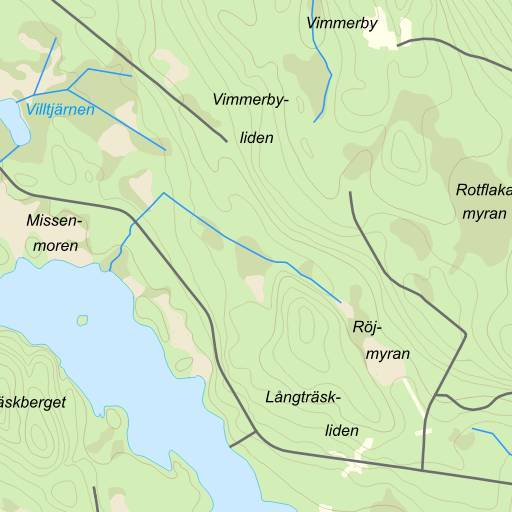 Vimmerby
Vimmerby-
liden
Villtjärnen
Rotflaka
myran
Missen-
moren
Röj-
myran
äskberget
Långträsk-
liden